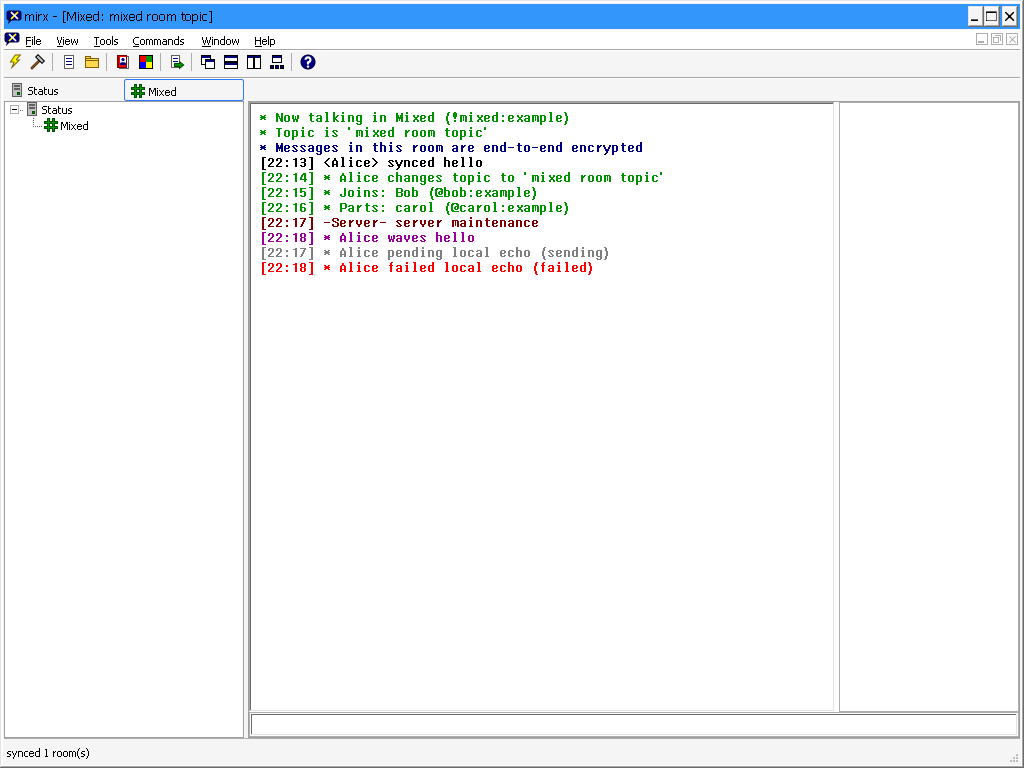 mirx - [Mixed: mixed room topic]
File View Tools Commands Window Help
Status Mixed
Status
Mixed
* Now talking in Mixed (!mixed:example)
* Topic is 'mixed room topic'
* Messages in this room are end-to-end encrypted
[22:13] <Alice> synced hello
[22:14] * Alice changes topic to 'mixed room topic'
[22:15] * Joins: Bob (@bob:example)
[22:16] * Parts: carol (@carol:example)
[22:17] -Server- server maintenance
[22:18] * Alice waves hello
[22:17] * Alice pending local echo (sending)
[22:18] * Alice failed local echo (failed)
synced 1 room(s)